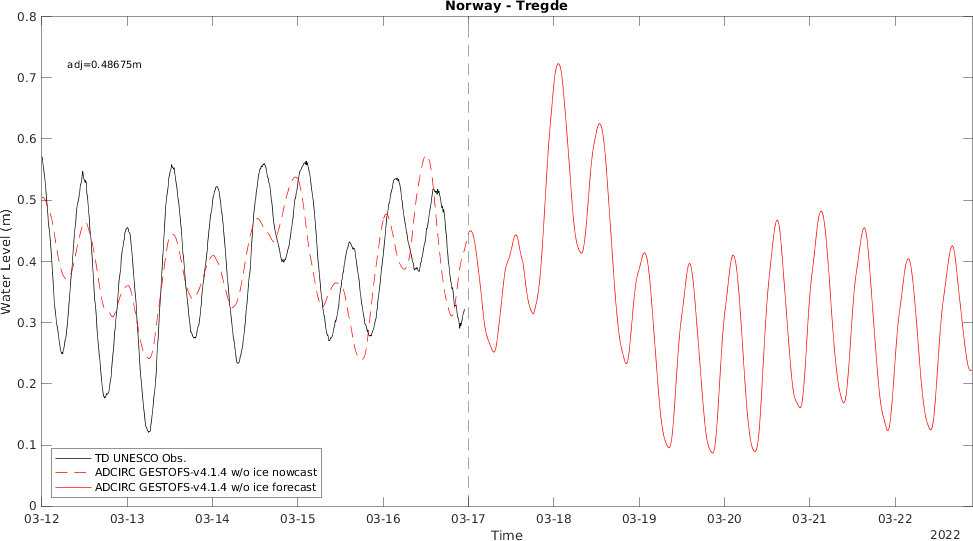 Norway - Tregde
adj=0.48675m
Water Level (m)
0.8
0.7
0.6
0.5
0.4
0.3
0.2
0.1
0
TD UNESCO Obs.
ADCIRC GESTOFS-v4.1.4 w/o ice nowcast
ADCIRC GESTOFS-v4.1.4 w/o ice forecast
03-12 03-13 03-14 03-15 03-16 03-17 03-18 03-19 03-20 03-21 03-22
Time
2022